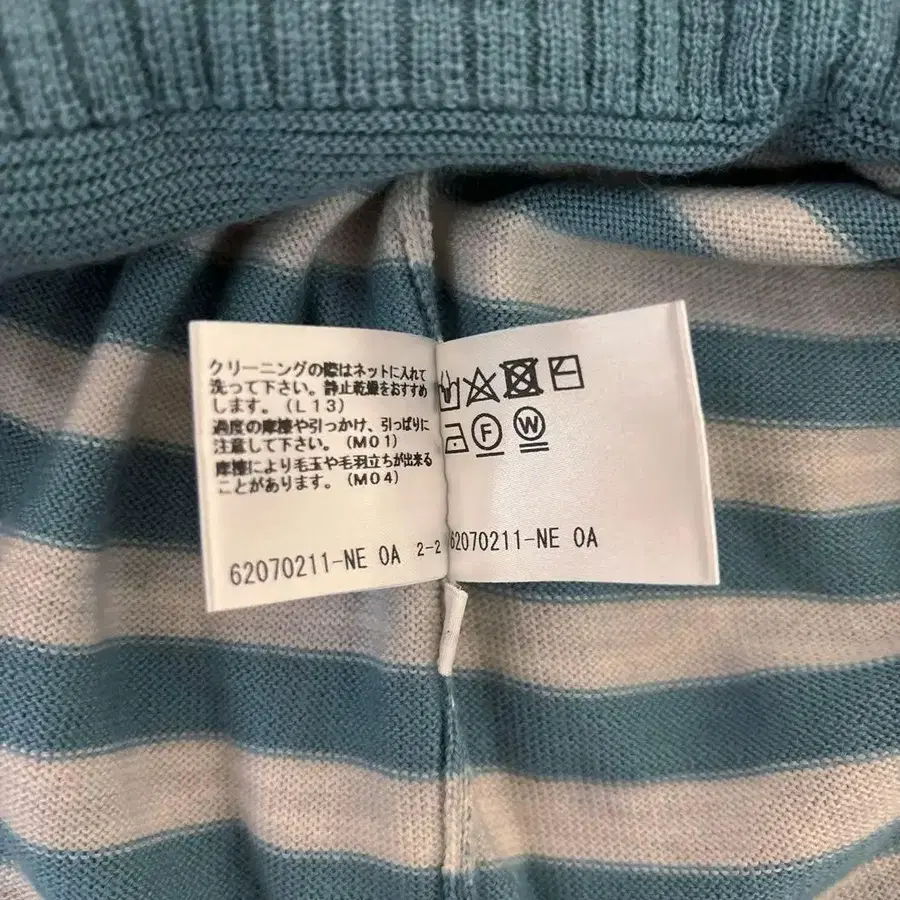 クリーニングの際はネットに入れて
洗って下さい。静止乾燥をおすすめ
します。(L13)
過度の摩擦や引っかけ、引っぱりに
注意して下さい。(M01)
摩擦により毛玉や毛羽立ちが出来る
ことがあります。(M04)
62070211-NE 0A 2-2
F W
62070211-NE 0A